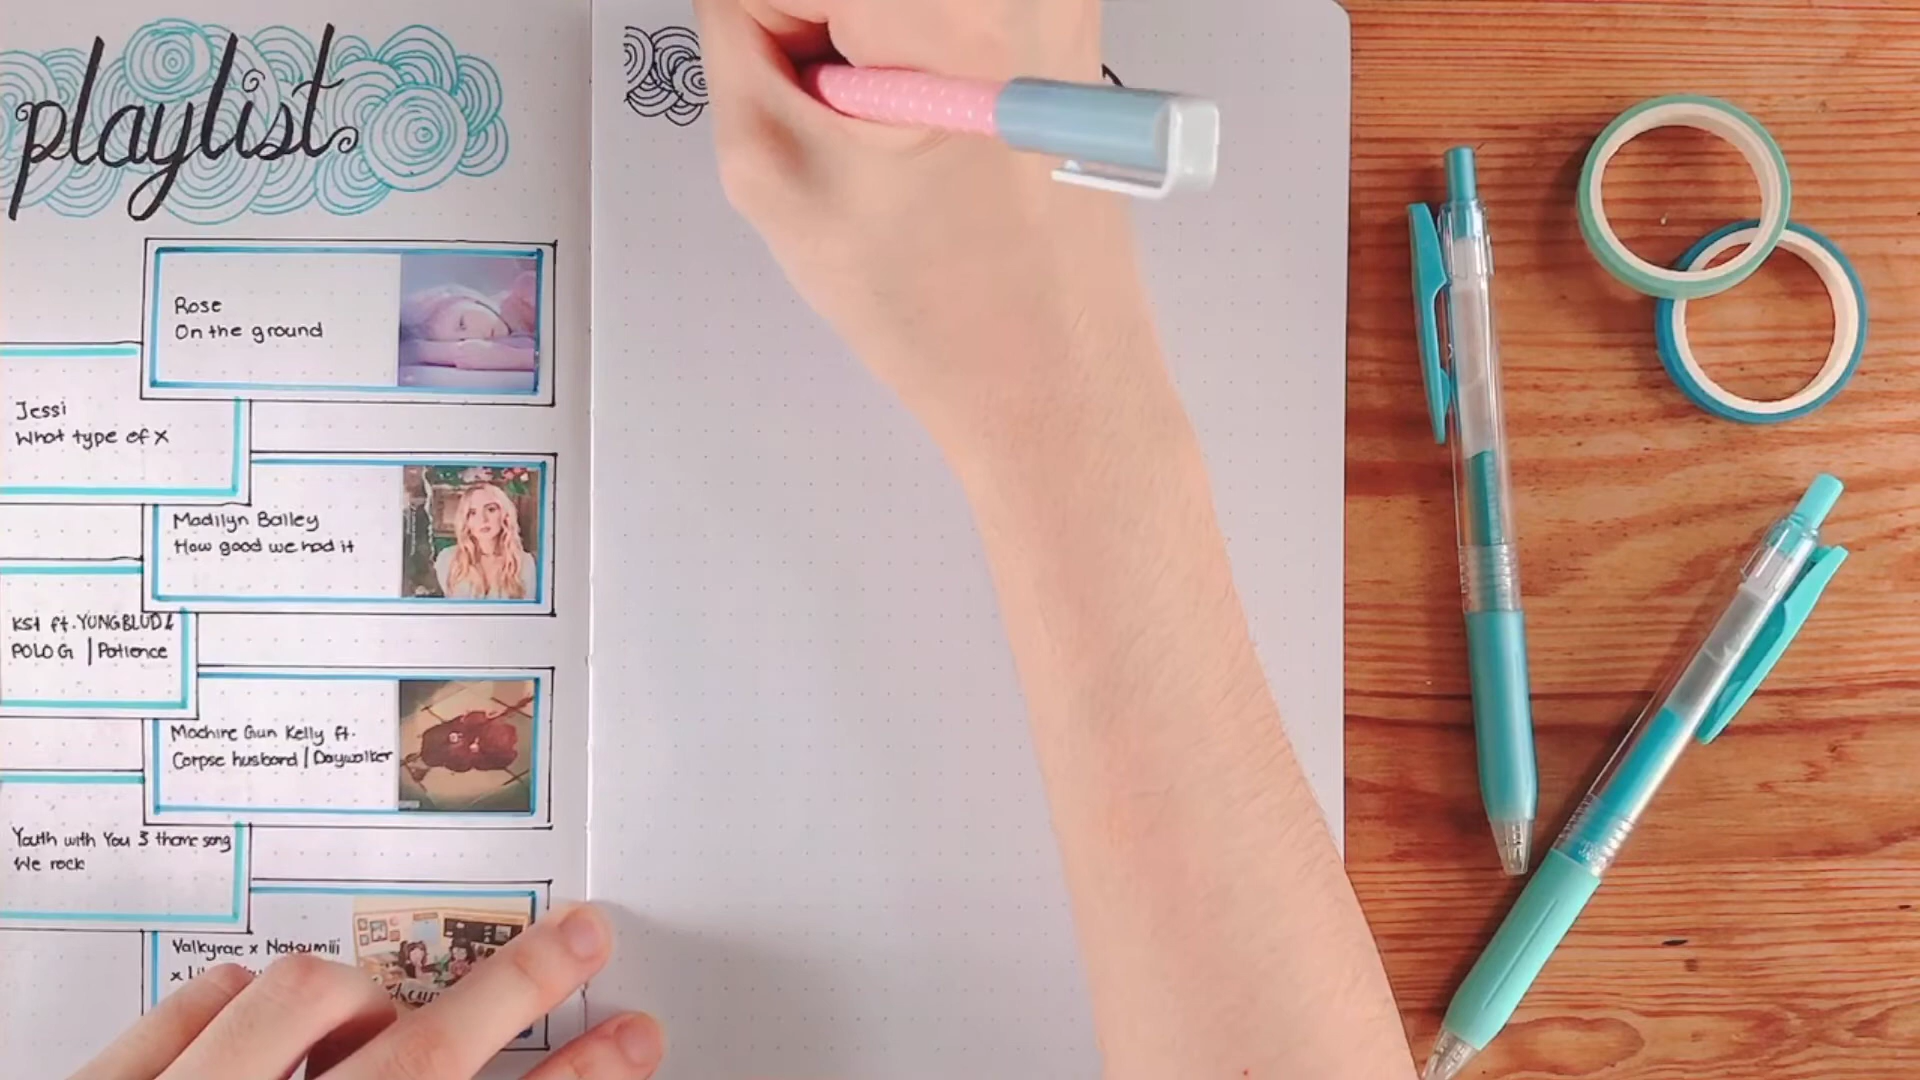 playlist
Rose
On the ground
Jessi
What type of X
Madilyn Bailey
How good we had it
KSI ft. YUNGBLUD &
POLO G | Patience
Machine Gun Kelly ft.
Corpse husband | Daywalker
Youth with You 3 theme song
We rock
Valkyrae x Natsumiii
x